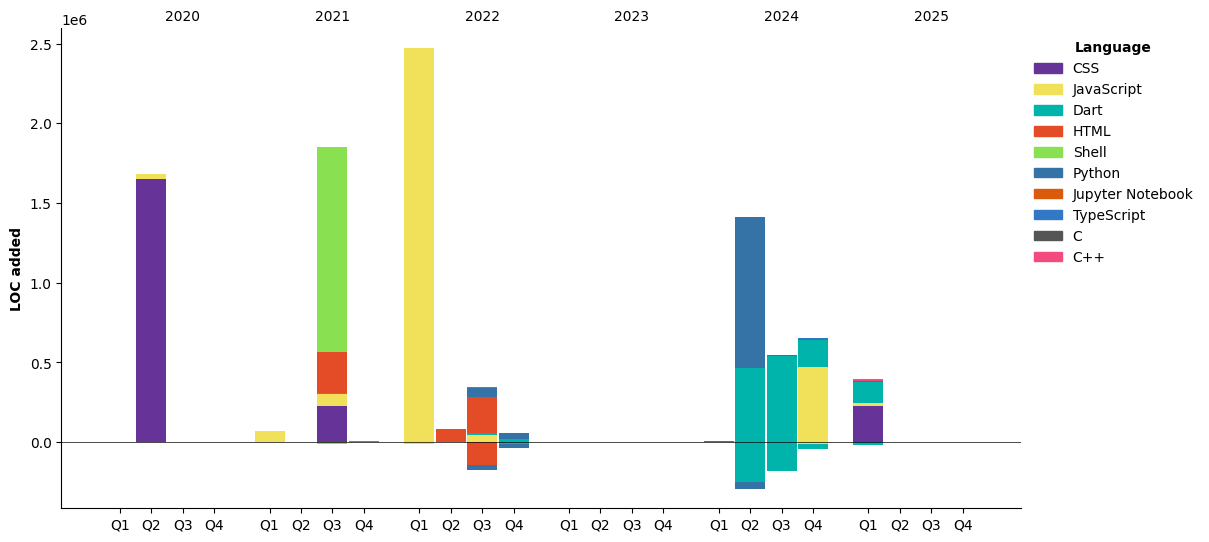 1e6
2020 2021 2022 2023 2024 2025
2.5
2.0
1.5
1.0
0.5
0.0
LOC added
Q1 Q2 Q3 Q4 Q1 Q2 Q3 Q4 Q1 Q2 Q3 Q4 Q1 Q2 Q3 Q4 Q1 Q2 Q3 Q4 Q1 Q2 Q3 Q4
Language
CSS
JavaScript
Dart
HTML
Shell
Python
Jupyter Notebook
TypeScript
C
C++